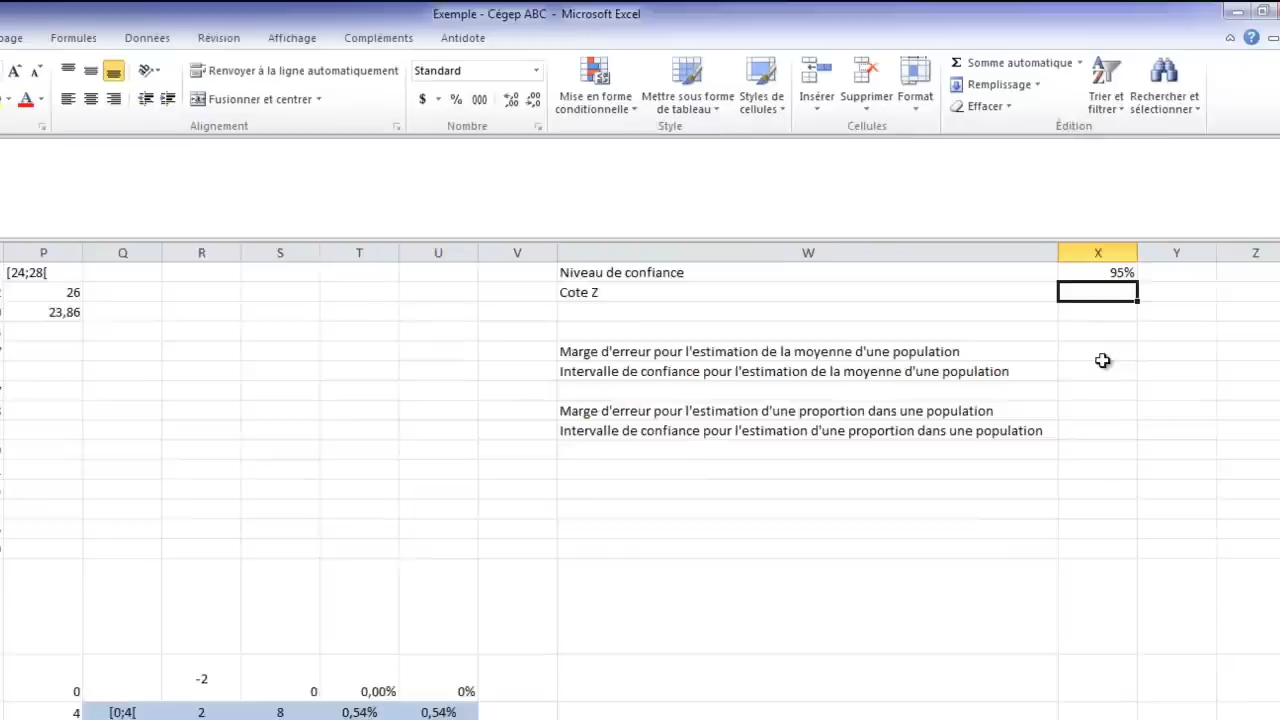 Exemple - Cégep ABC - Microsoft Excel
page Formules Données Révision Affichage Compléments Antidote
Renvoyer à la ligne automatiquement
Fusionner et centrer
Alignement
Standard
$ % 000
Nombre
Mise en forme conditionnelle
Mettre sous forme de tableau
Styles de cellules
Style
Insérer Supprimer Format
Cellules
Somme automatique
Remplissage
Effacer
Trier et filtrer
Rechercher et sélectionner
Édition
P Q R S T U V W X Y Z
[24;28[ Niveau de confiance 95%
26 Cote Z
23,86
Marge d'erreur pour l'estimation de la moyenne d'une population
Intervalle de confiance pour l'estimation de la moyenne d'une population
Marge d'erreur pour l'estimation d'une proportion dans une population
Intervalle de confiance pour l'estimation d'une proportion dans une population
-2
0 0 0,00% 0%
4 [0;4[ 2 8 0,54% 0,54%